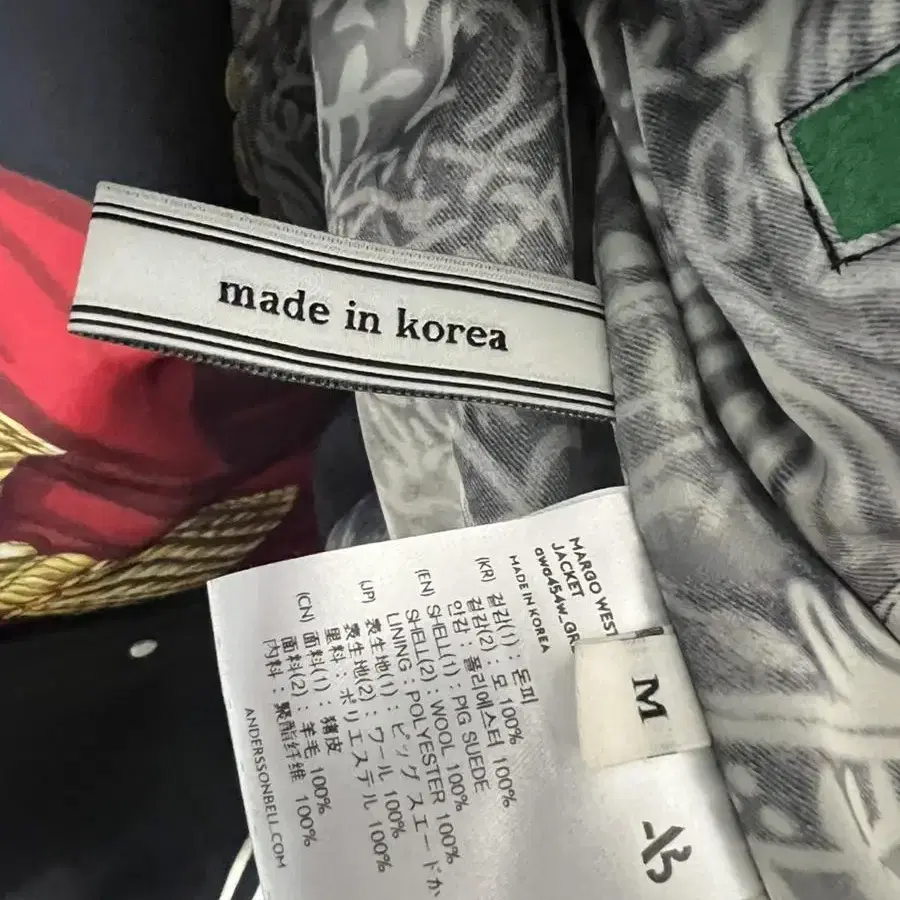 made in korea
MARGO WEST
JACKET
awa454w_GR
MADE IN KOREA
(KR) 겉감(1) : 돈피
겉감(2) : 모 100%
안감 : 폴리에스터 100%
(EN) SHELL(1) : PIG SUEDE
SHELL(2) : WOOL 100%
LINING : POLYESTER 100%
(JP) 表生地(1) : ピッグ スエードカ
表生地(2) : ウール 100%
裏料 : ポリエステル 100%
(CN) 面料(1) : 猪皮
面料(2) : 羊毛 100%
内料 : 聚酯纤维 100%
ANDERSSONBELL.COM
M